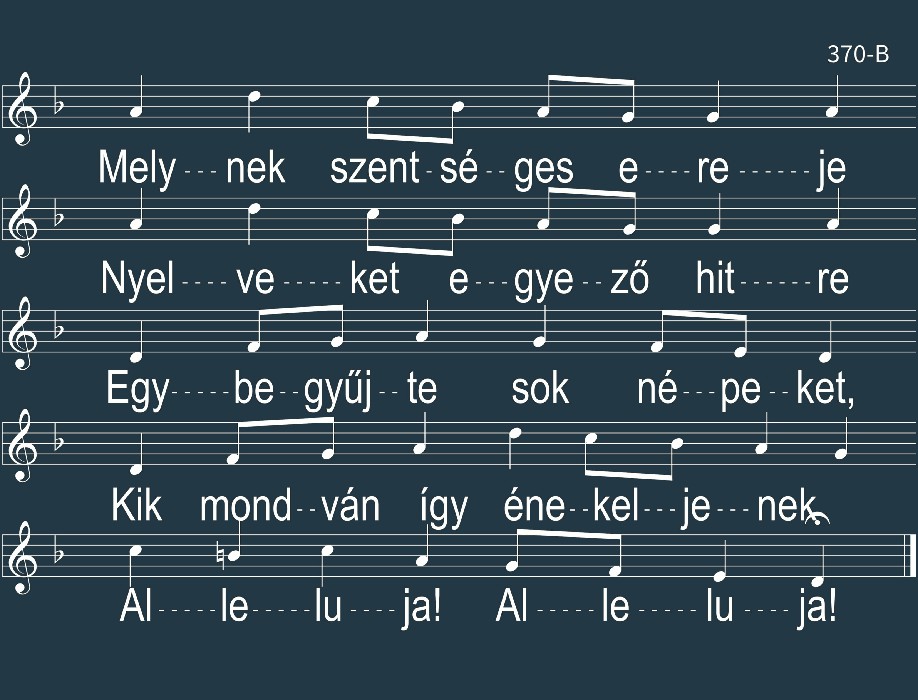 370-B
Mely---nek szent-sé--ges e----re------je
Nyel----ve-----ket e---gye--ző hit------re
Egy----be--gyűj--te sok né---pe--ket,
Kik mond--ván így éne--kel--je---nek
Al-----le-----lu---ja! Al-----le-----lu----ja!